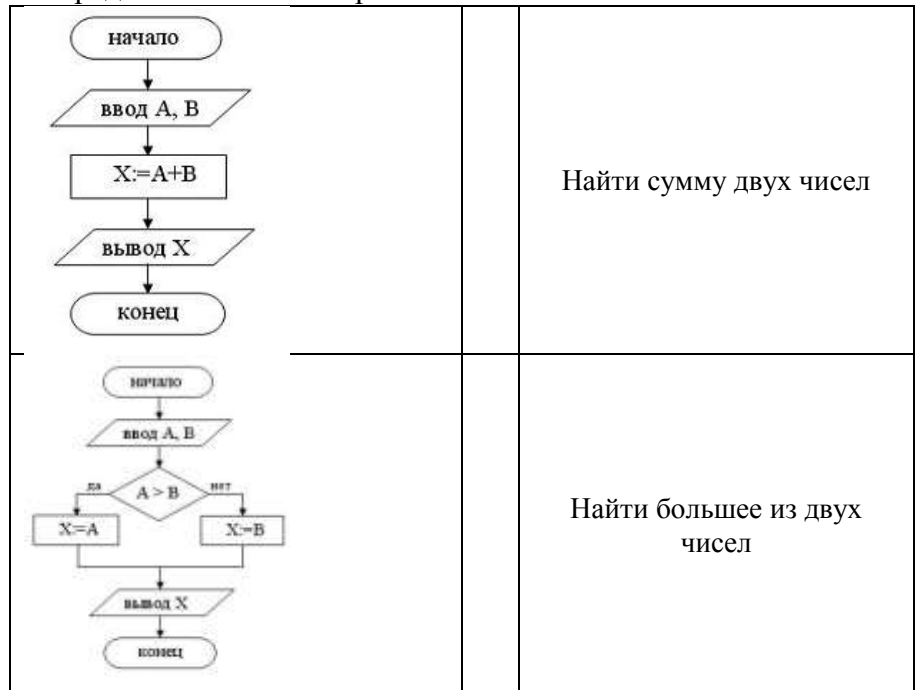 начало
ввод А, В
X:=A+B
вывод X
конец
Найти сумму двух чисел
начало
ввод А, В
да
A > B
нет
X:=A
X:=B
вывод X
конец
Найти большее из двух
чисел